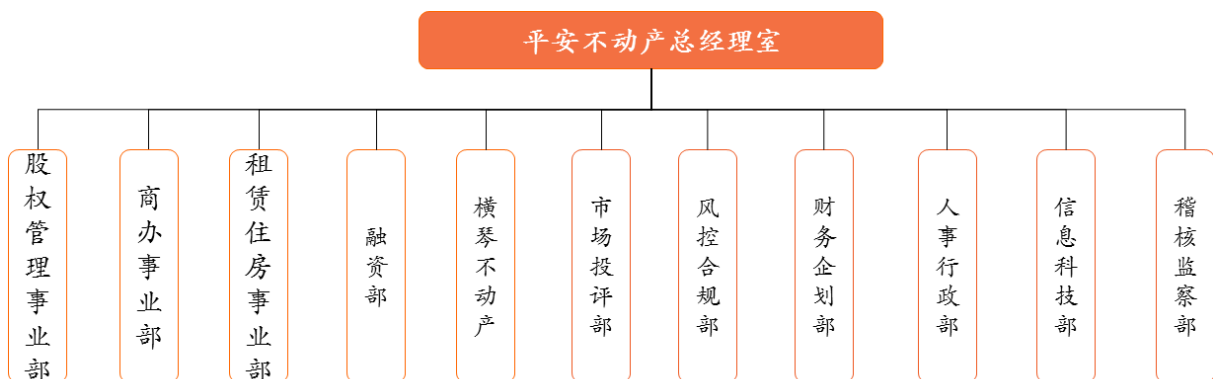 平安不动产总经理室
股权管理事业部
商办事业部
租赁住房事业部
融资部
横琴不动产
市场投评部
风控合规部
财务企划部
人事行政部
信息科技部
稽核监察部